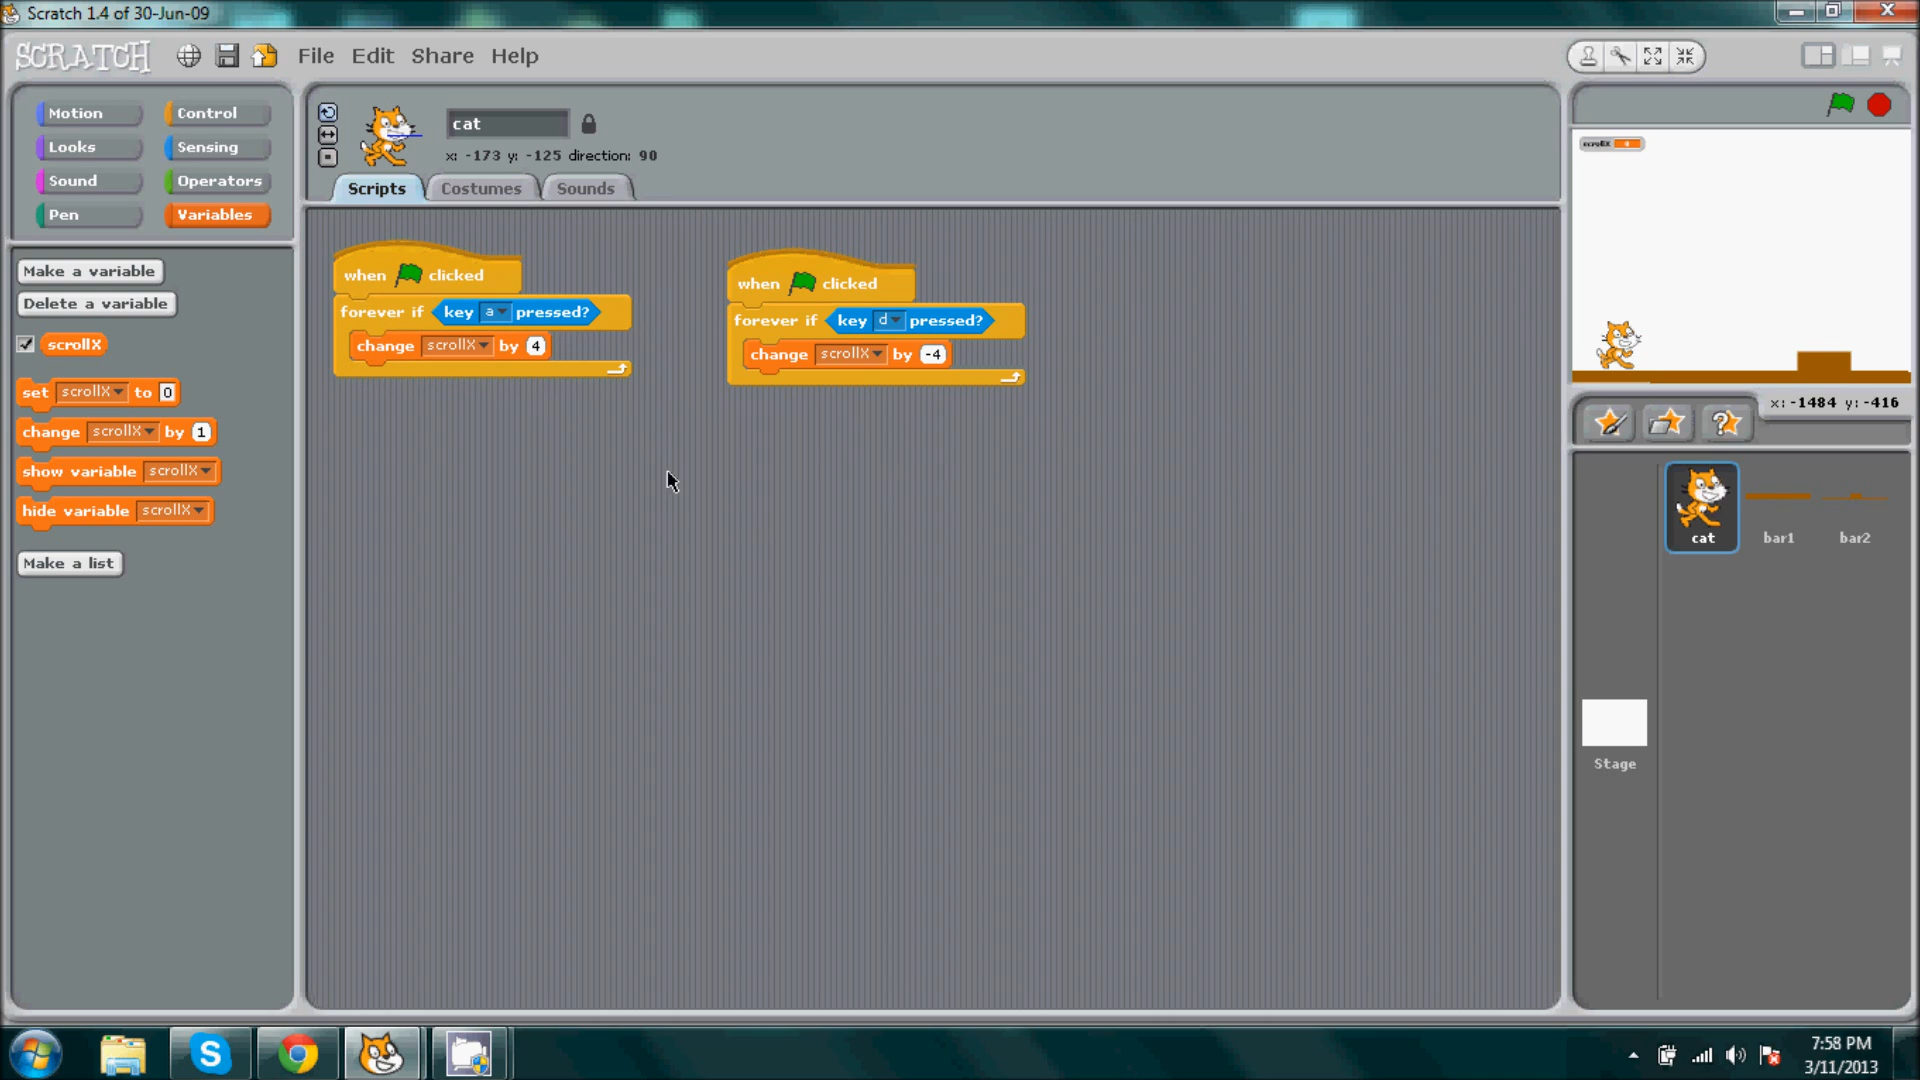 Scratch 1.4 of 30-Jun-09
SCRATCH File Edit Share Help
Motion Control
Looks Sensing
Sound Operators
Pen Variables
Make a variable
Delete a variable
scrollX
set scrollX to 0
change scrollX by 1
show variable scrollX
hide variable scrollX
Make a list
cat
x: -173 y: -125 direction: 90
Scripts Costumes Sounds
when clicked
forever if key a pressed?
change scrollX by 4
when clicked
forever if key d pressed?
change scrollX by -4
scrollX
x: -1484 y: -416
cat bar1 bar2
Stage
7:58 PM
3/11/2013